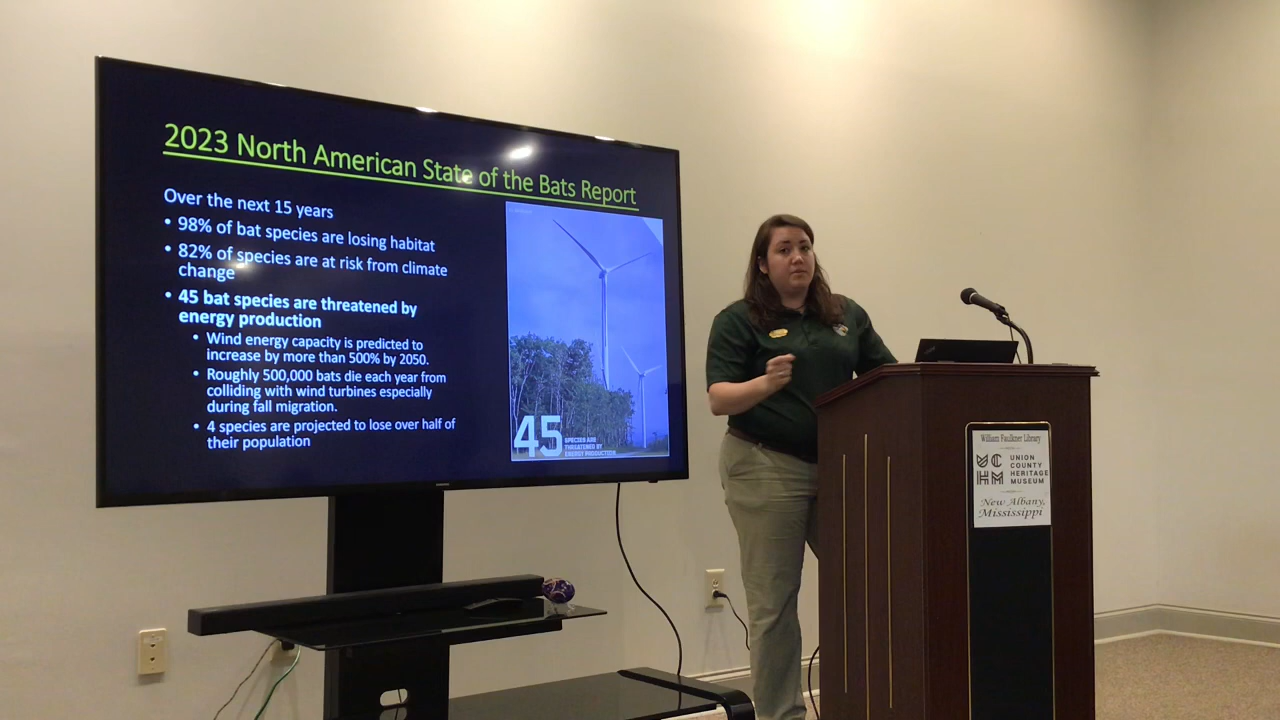 2023 North American State of the Bats Report
Over the next 15 years
• 98% of bat species are losing habitat
• 82% of species are at risk from climate
change
• 45 bat species are threatened by
energy production
• Wind energy capacity is predicted to
increase by more than 500% by 2050.
• Roughly 500,000 bats die each year from
colliding with wind turbines especially
during fall migration.
• 4 species are projected to lose over half of
their population
45
SPECIES ARE
THREATENED BY
ENERGY PRODUCTION
William Faulkner Library
UC
HM
UNION
COUNTY
HERITAGE
MUSEUM
New Albany,
Mississippi